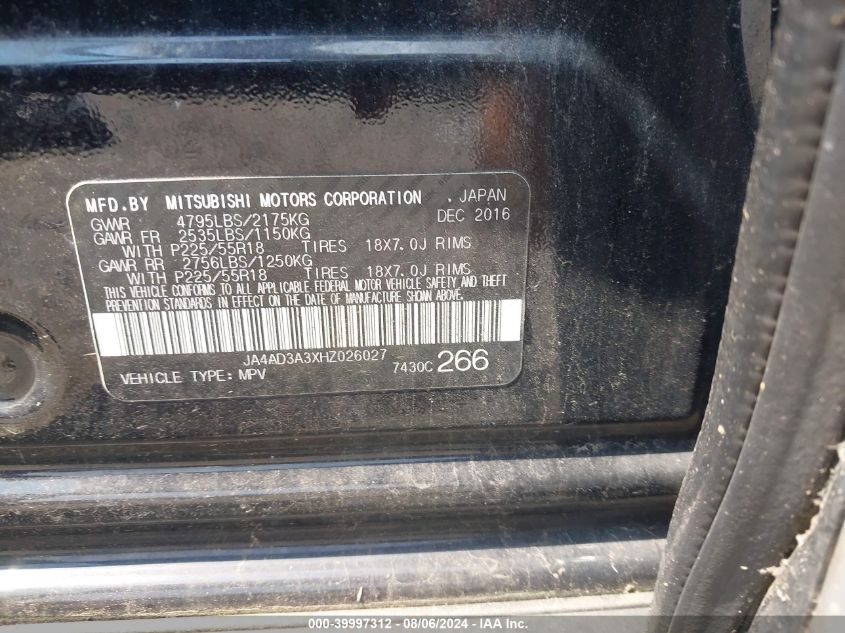 MFD.BY MITSUBISHI MOTORS CORPORATION , JAPAN
GVWR 4795LBS/2175KG DEC 2016
GAWR FR 2535LBS/1150KG
WITH P225/55R18 TIRES 18X7.0J RIMS
GAWR RR 2756LBS/1250KG
WITH P225/55R18 TIRES 18X7.0J RIMS
THIS VEHICLE CONFORMS TO ALL APPLICABLE FEDERAL MOTOR VEHICLE SAFETY AND THEFT
PREVENTION STANDARDS IN EFFECT ON THE DATE OF MANUFACTURE SHOWN ABOVE.
JA4AD3A3XHZ026027
VEHICLE TYPE: MPV 7430C 266
000-39997312 - 08/06/2024 - IAA Inc.